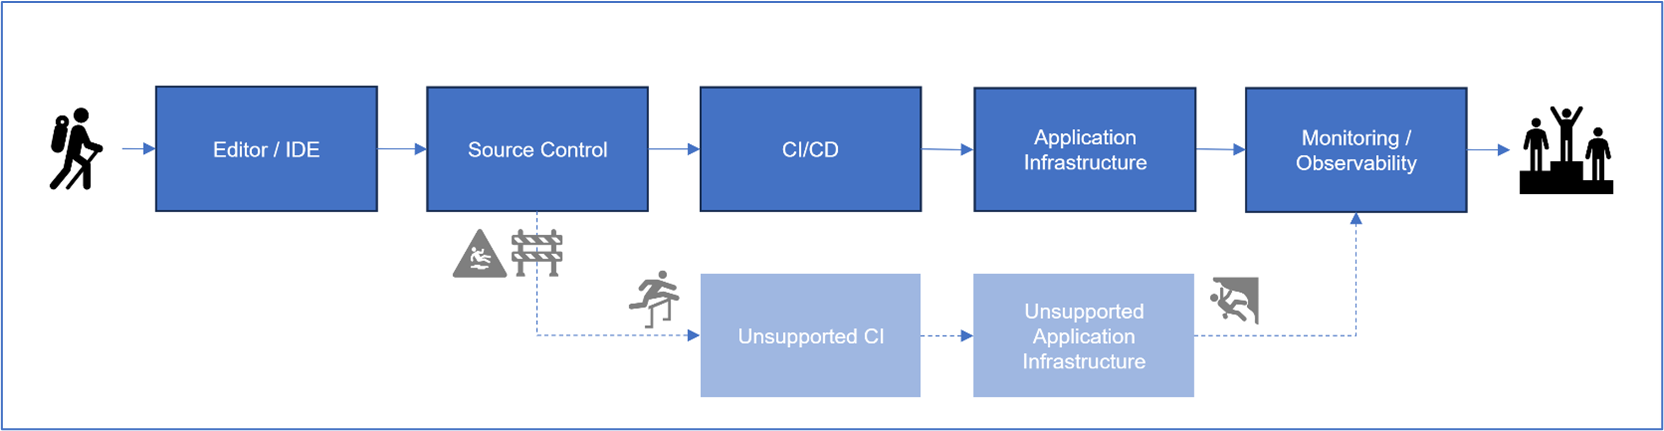 Editor / IDE
Source Control
CI/CD
Application
Infrastructure
Monitoring /
Observability
Unsupported CI
Unsupported
Application
Infrastructure